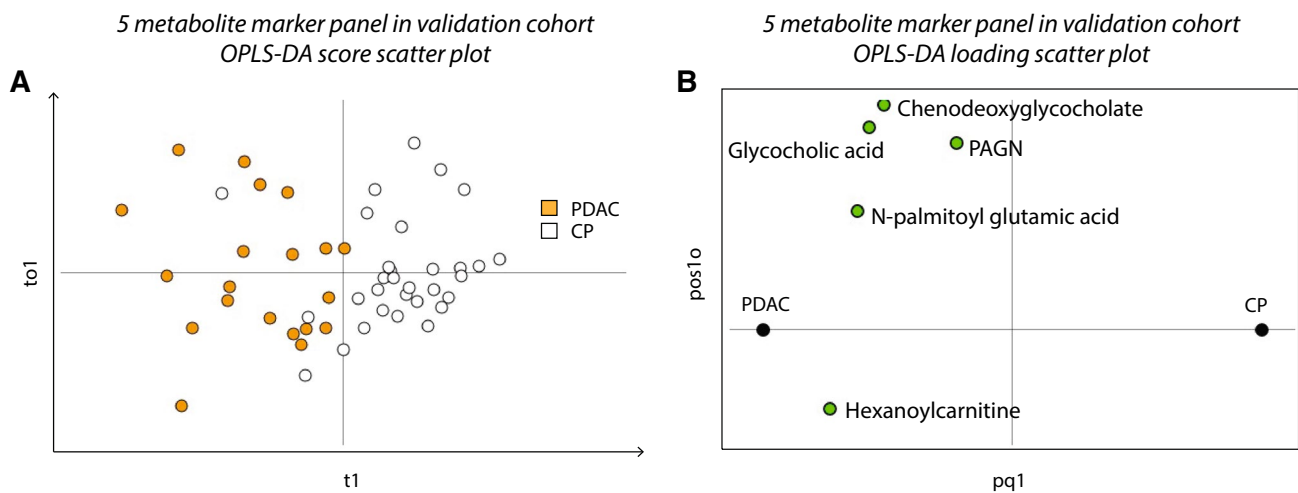 5 metabolite marker panel in validation cohort
OPLS-DA score scatter plot
A
to1
PDAC
CP
t1
5 metabolite marker panel in validation cohort
OPLS-DA loading scatter plot
B
Chenodeoxyglycocholate
Glycocholic acid
PAGN
N-palmitoyl glutamic acid
pos1o
PDAC
CP
Hexanoylcarnitine
pq1